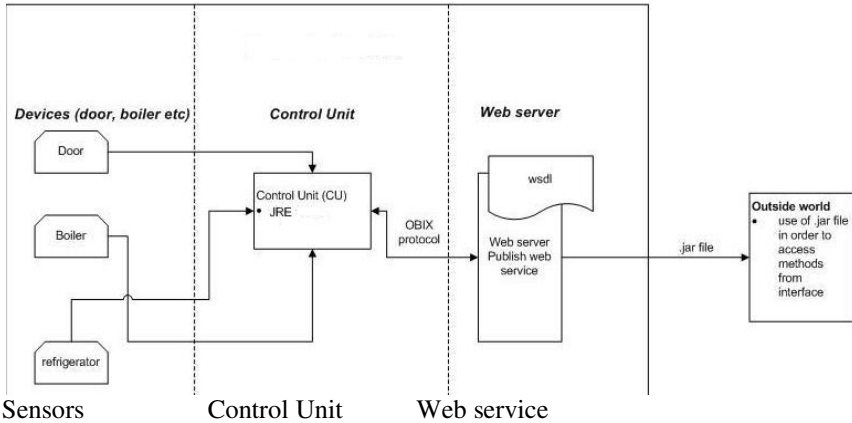 Devices (door, boiler etc)
Control Unit
Web server
Door
Boiler
refrigerator
Control Unit (CU)
• JRE
OBIX
protocol
wsdl
Web server
Publish web
service
.jar file
Outside world
• use of .jar file
in order to
access
methods
from
interface
Sensors
Control Unit
Web service